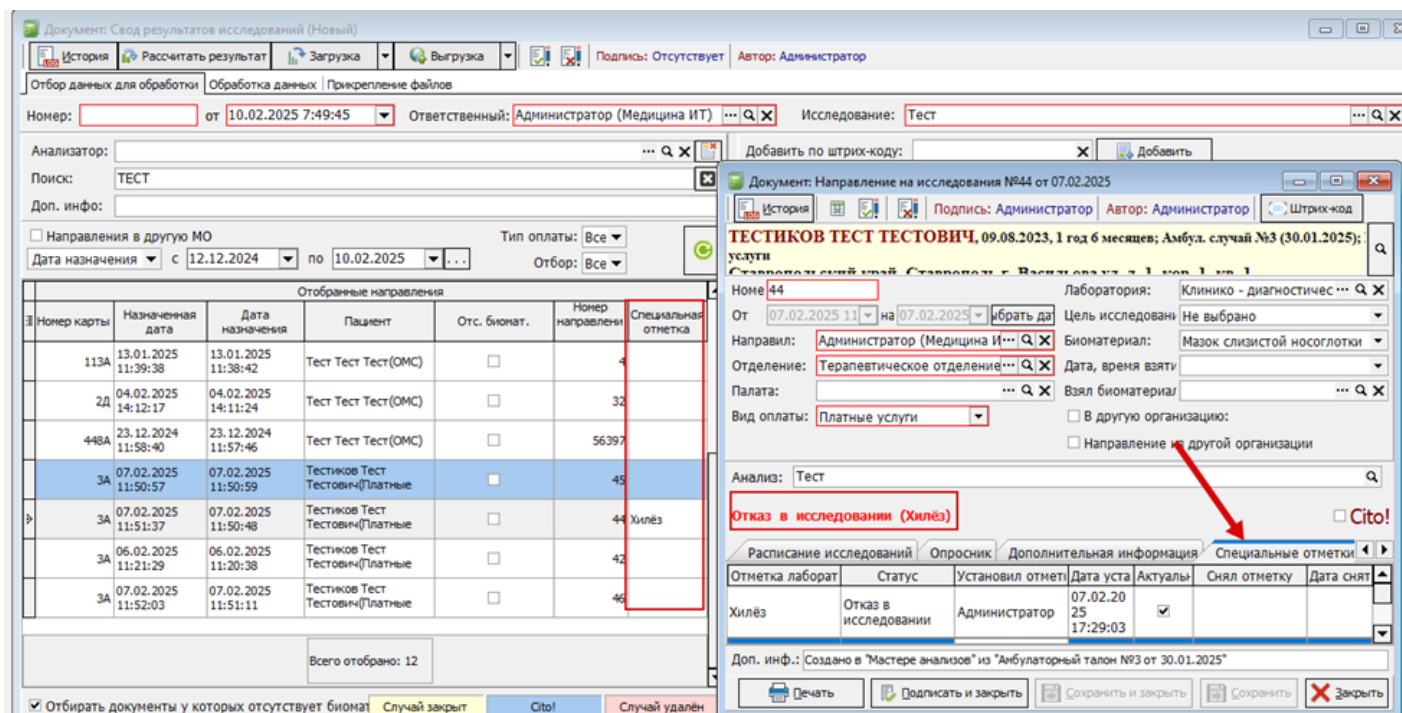 Документ: Свод результатов исследований (Новый)
История Рассчитать результат Загрузка Выгрузка Подпись: Отсутствует Автор: Администратор
Отбор данных для обработки Обработка данных Прикрепление файлов
Номер: от 10.02.2025 7:49:45 Ответственный: Администратор (Медицина ИТ) Исследование: Тест
Анализатор:
Добавить по штрих-коду: Добавить
Поиск: ТЕСТ
Доп. инфо:
Направления в другую МО Тип оплаты: Все
Дата назначения с 12.12.2024 по 10.02.2025 ... Отбор: Все
Отобранные направления
Номер карты Назначенная дата Дата назначения Пациент Отс. биомат. Номер направлени Специальная отметка
113А 13.01.2025 11:39:38 13.01.2025 11:38:42 Тест Тест Тест(ОМС) 4
2Д 04.02.2025 14:12:17 04.02.2025 14:11:24 Тест Тест Тест(ОМС) 32
448А 23.12.2024 11:58:40 23.12.2024 11:57:46 Тест Тест Тест(ОМС) 56397
3А 07.02.2025 11:50:57 07.02.2025 11:50:59 Тестиков Тест Тестович(Платные 45
3А 07.02.2025 11:51:37 07.02.2025 11:50:48 Тестиков Тест Тестович(Платные 44 Хилёз
3А 06.02.2025 11:21:29 06.02.2025 11:20:38 Тестиков Тест Тестович(Платные 42
3А 07.02.2025 11:52:03 07.02.2025 11:51:11 Тестиков Тест Тестович(Платные 46
Всего отобрано: 12
Отбирать документы у которых отсутствует биомат Случай закрыт Cito! Случай удалён
Документ: Направление на исследования №44 от 07.02.2025
История Подпись: Администратор Автор: Администратор Штрих-код
ТЕСТИКОВ ТЕСТ ТЕСТОВИЧ, 09.08.2023, 1 год 6 месяцев; Амбул. случай №3 (30.01.2025);
услуги
Номе 44 Лаборатория: Клинико - диагностичес
От 07.02.2025 11 на 07.02.2025 ыбрать дат Цель исследовани Не выбрано
Направил: Администратор (Медицина И Биоматериал: Мазок слизистой носоглотки
Отделение: Терапевтическое отделение Дата, время взяти
Палата: Взял биоматериал
Вид оплаты: Платные услуги В другую организацию:
Направление из другой организации
Анализ: Тест
Отказ в исследовании (Хилёз) Cito!
Расписание исследований Опросник Дополнительная информация Специальные отметки
Отметка лаборат Статус Установил отмети Дата уста Актуальн Снял отметку Дата снят
Хилёз Отказ в исследовании Администратор 07.02.2025 17:29:03
Доп. инф.: Создано в "Мастере анализов" из "Амбулаторный талон №3 от 30.01.2025"
Печать Подписать и закрыть Сохранить и закрыть Сохранить Закрыть